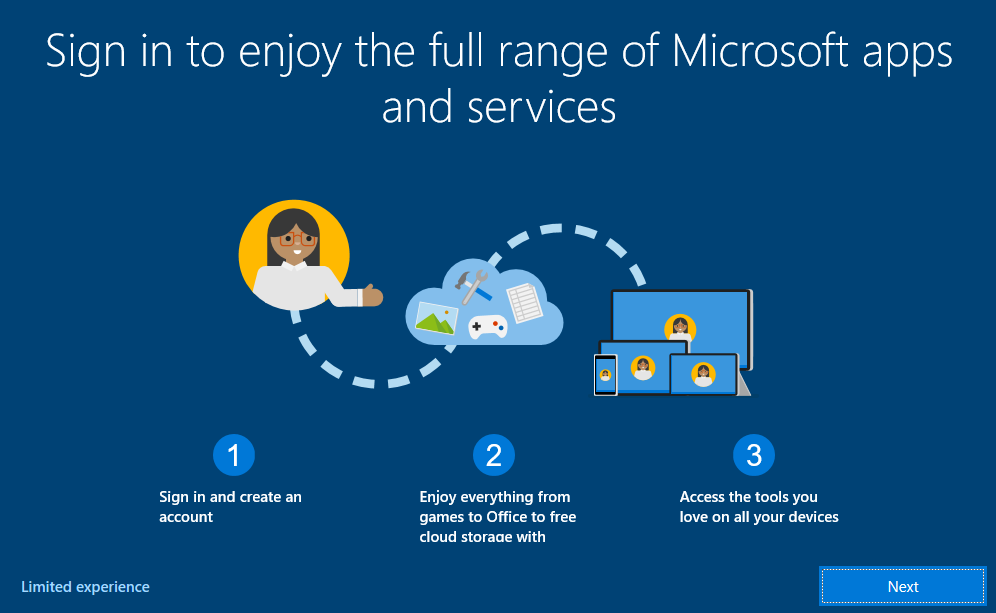 Sign in to enjoy the full range of Microsoft apps
and services
1
2
3
Sign in and create an
account
Enjoy everything from
games to Office to free
cloud storage with
Access the tools you
love on all your devices
Limited experience
Next